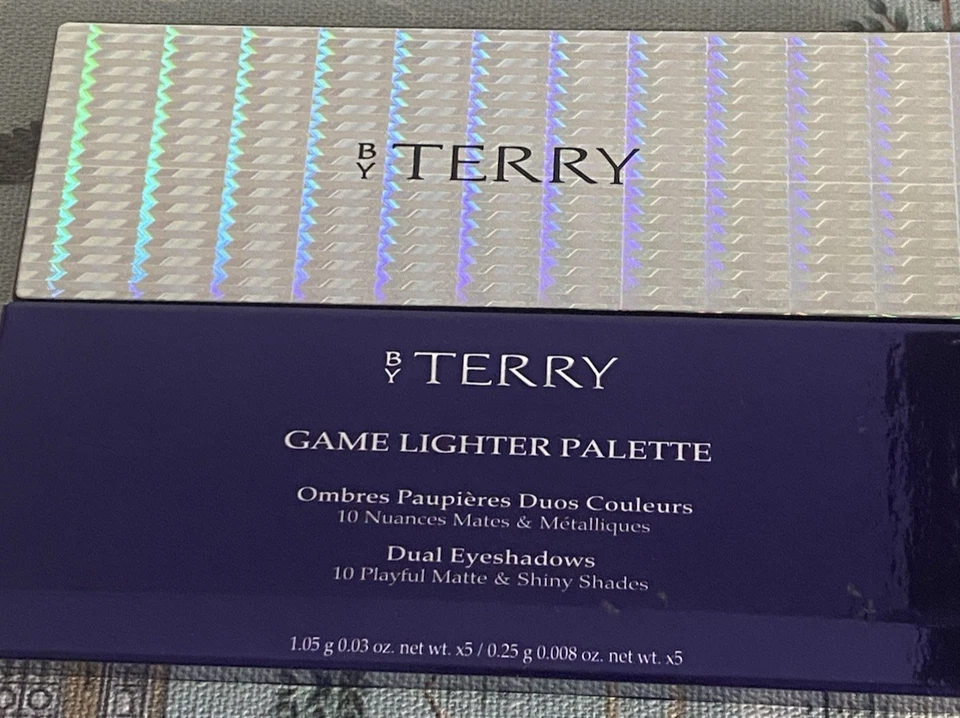 BY TERRY
BY TERRY
GAME LIGHTER PALETTE
Ombres Paupières Duos Couleurs
10 Nuances Mates & Métalliques
Dual Eyeshadows
10 Playful Matte & Shiny Shades
1.05 g 0.03 oz. net wt. x5 / 0.25 g 0.008 oz. net wt. x5